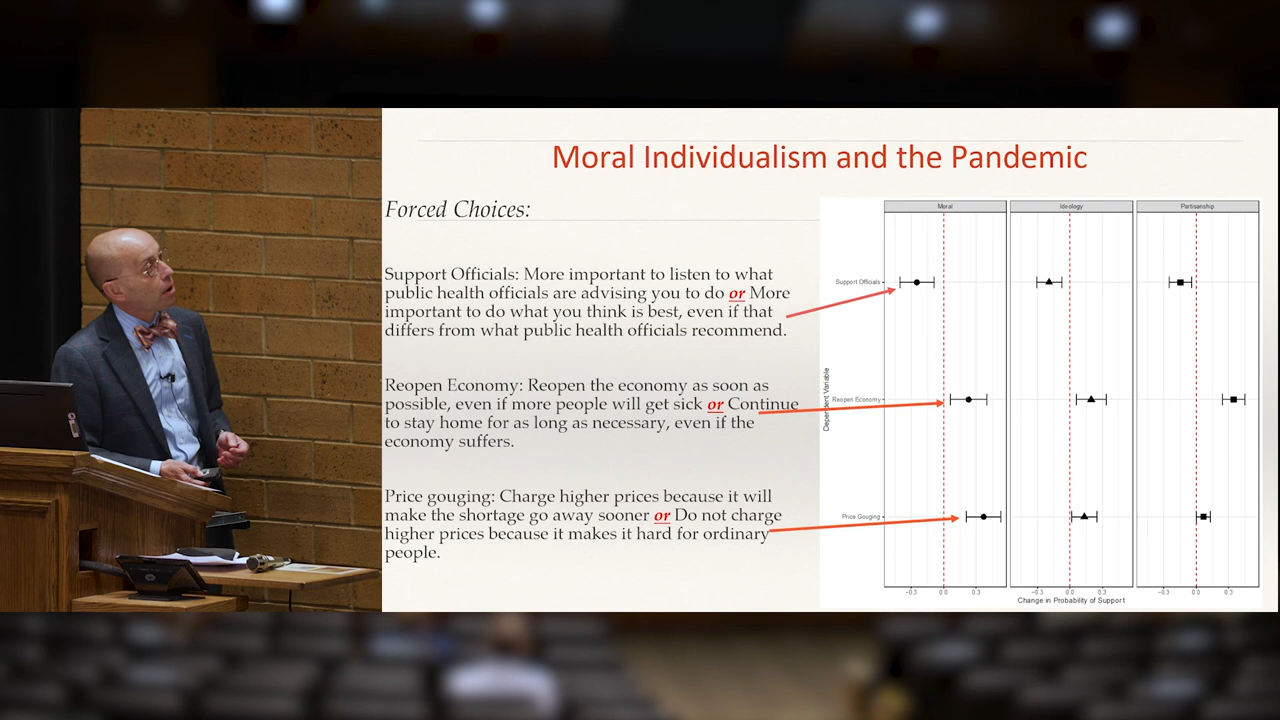 Moral Individualism and the Pandemic
Forced Choices:
Support Officials: More important to listen to what
public health officials are advising you to do or More
important to do what you think is best, even if that
differs from what public health officials recommend.
Reopen Economy: Reopen the economy as soon as
possible, even if more people will get sick or Continue
to stay home for as long as necessary, even if the
economy suffers.
Price gouging: Charge higher prices because it will
make the shortage go away sooner or Do not charge
higher prices because it makes it hard for ordinary
people.
Moral Ideology Partisanship
Dependent Variable
Support Officials
Reopen Economy
Price Gouging
−0.3 0.0 0.3 −0.3 0.0 0.3 −0.3 0.0 0.3
Change in Probability of Support